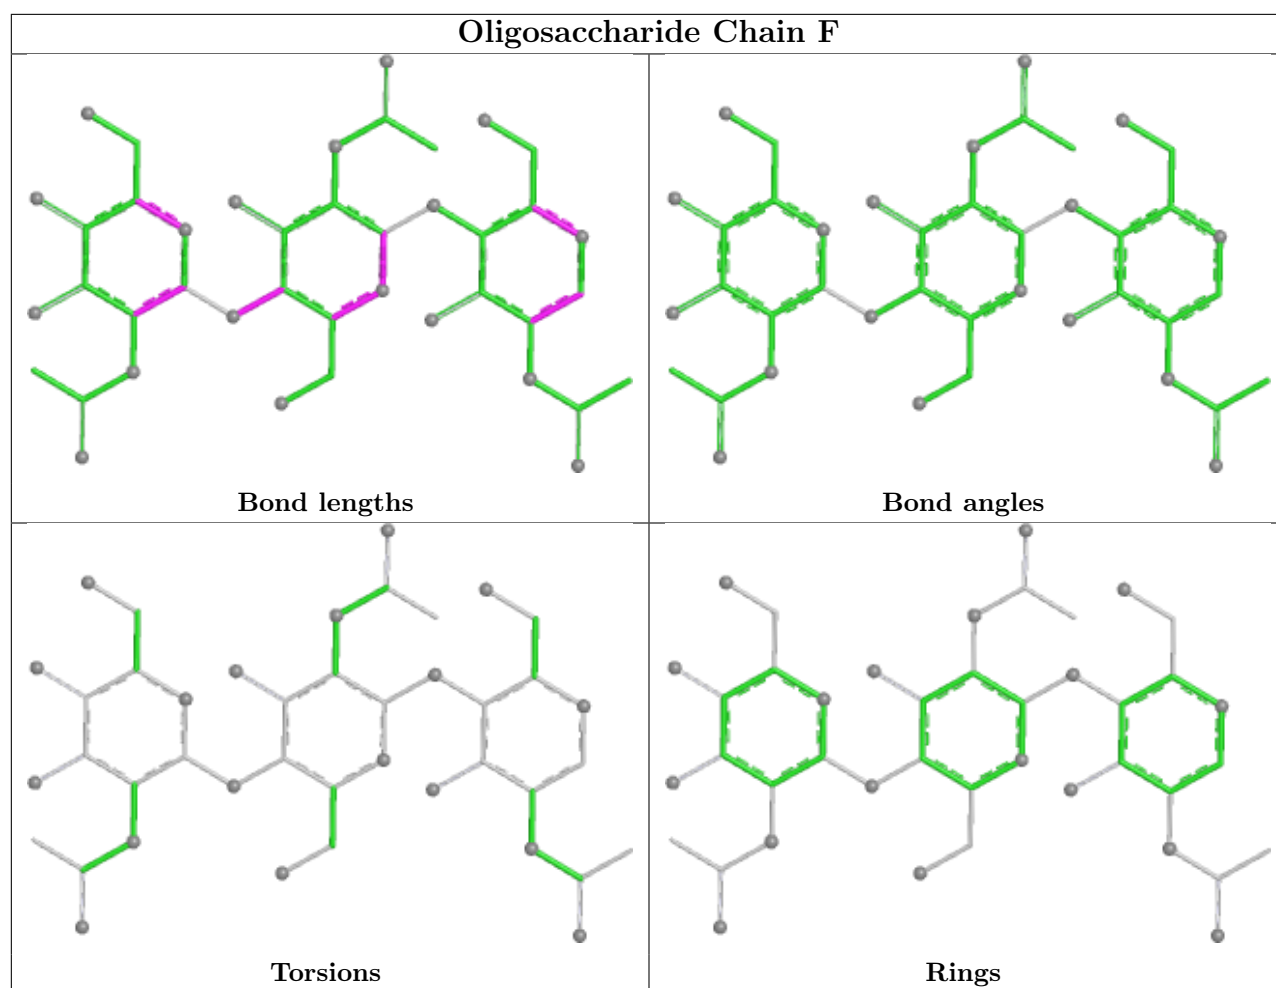 Oligosaccharide Chain F
Bond lengths
Bond angles
Torsions
Rings